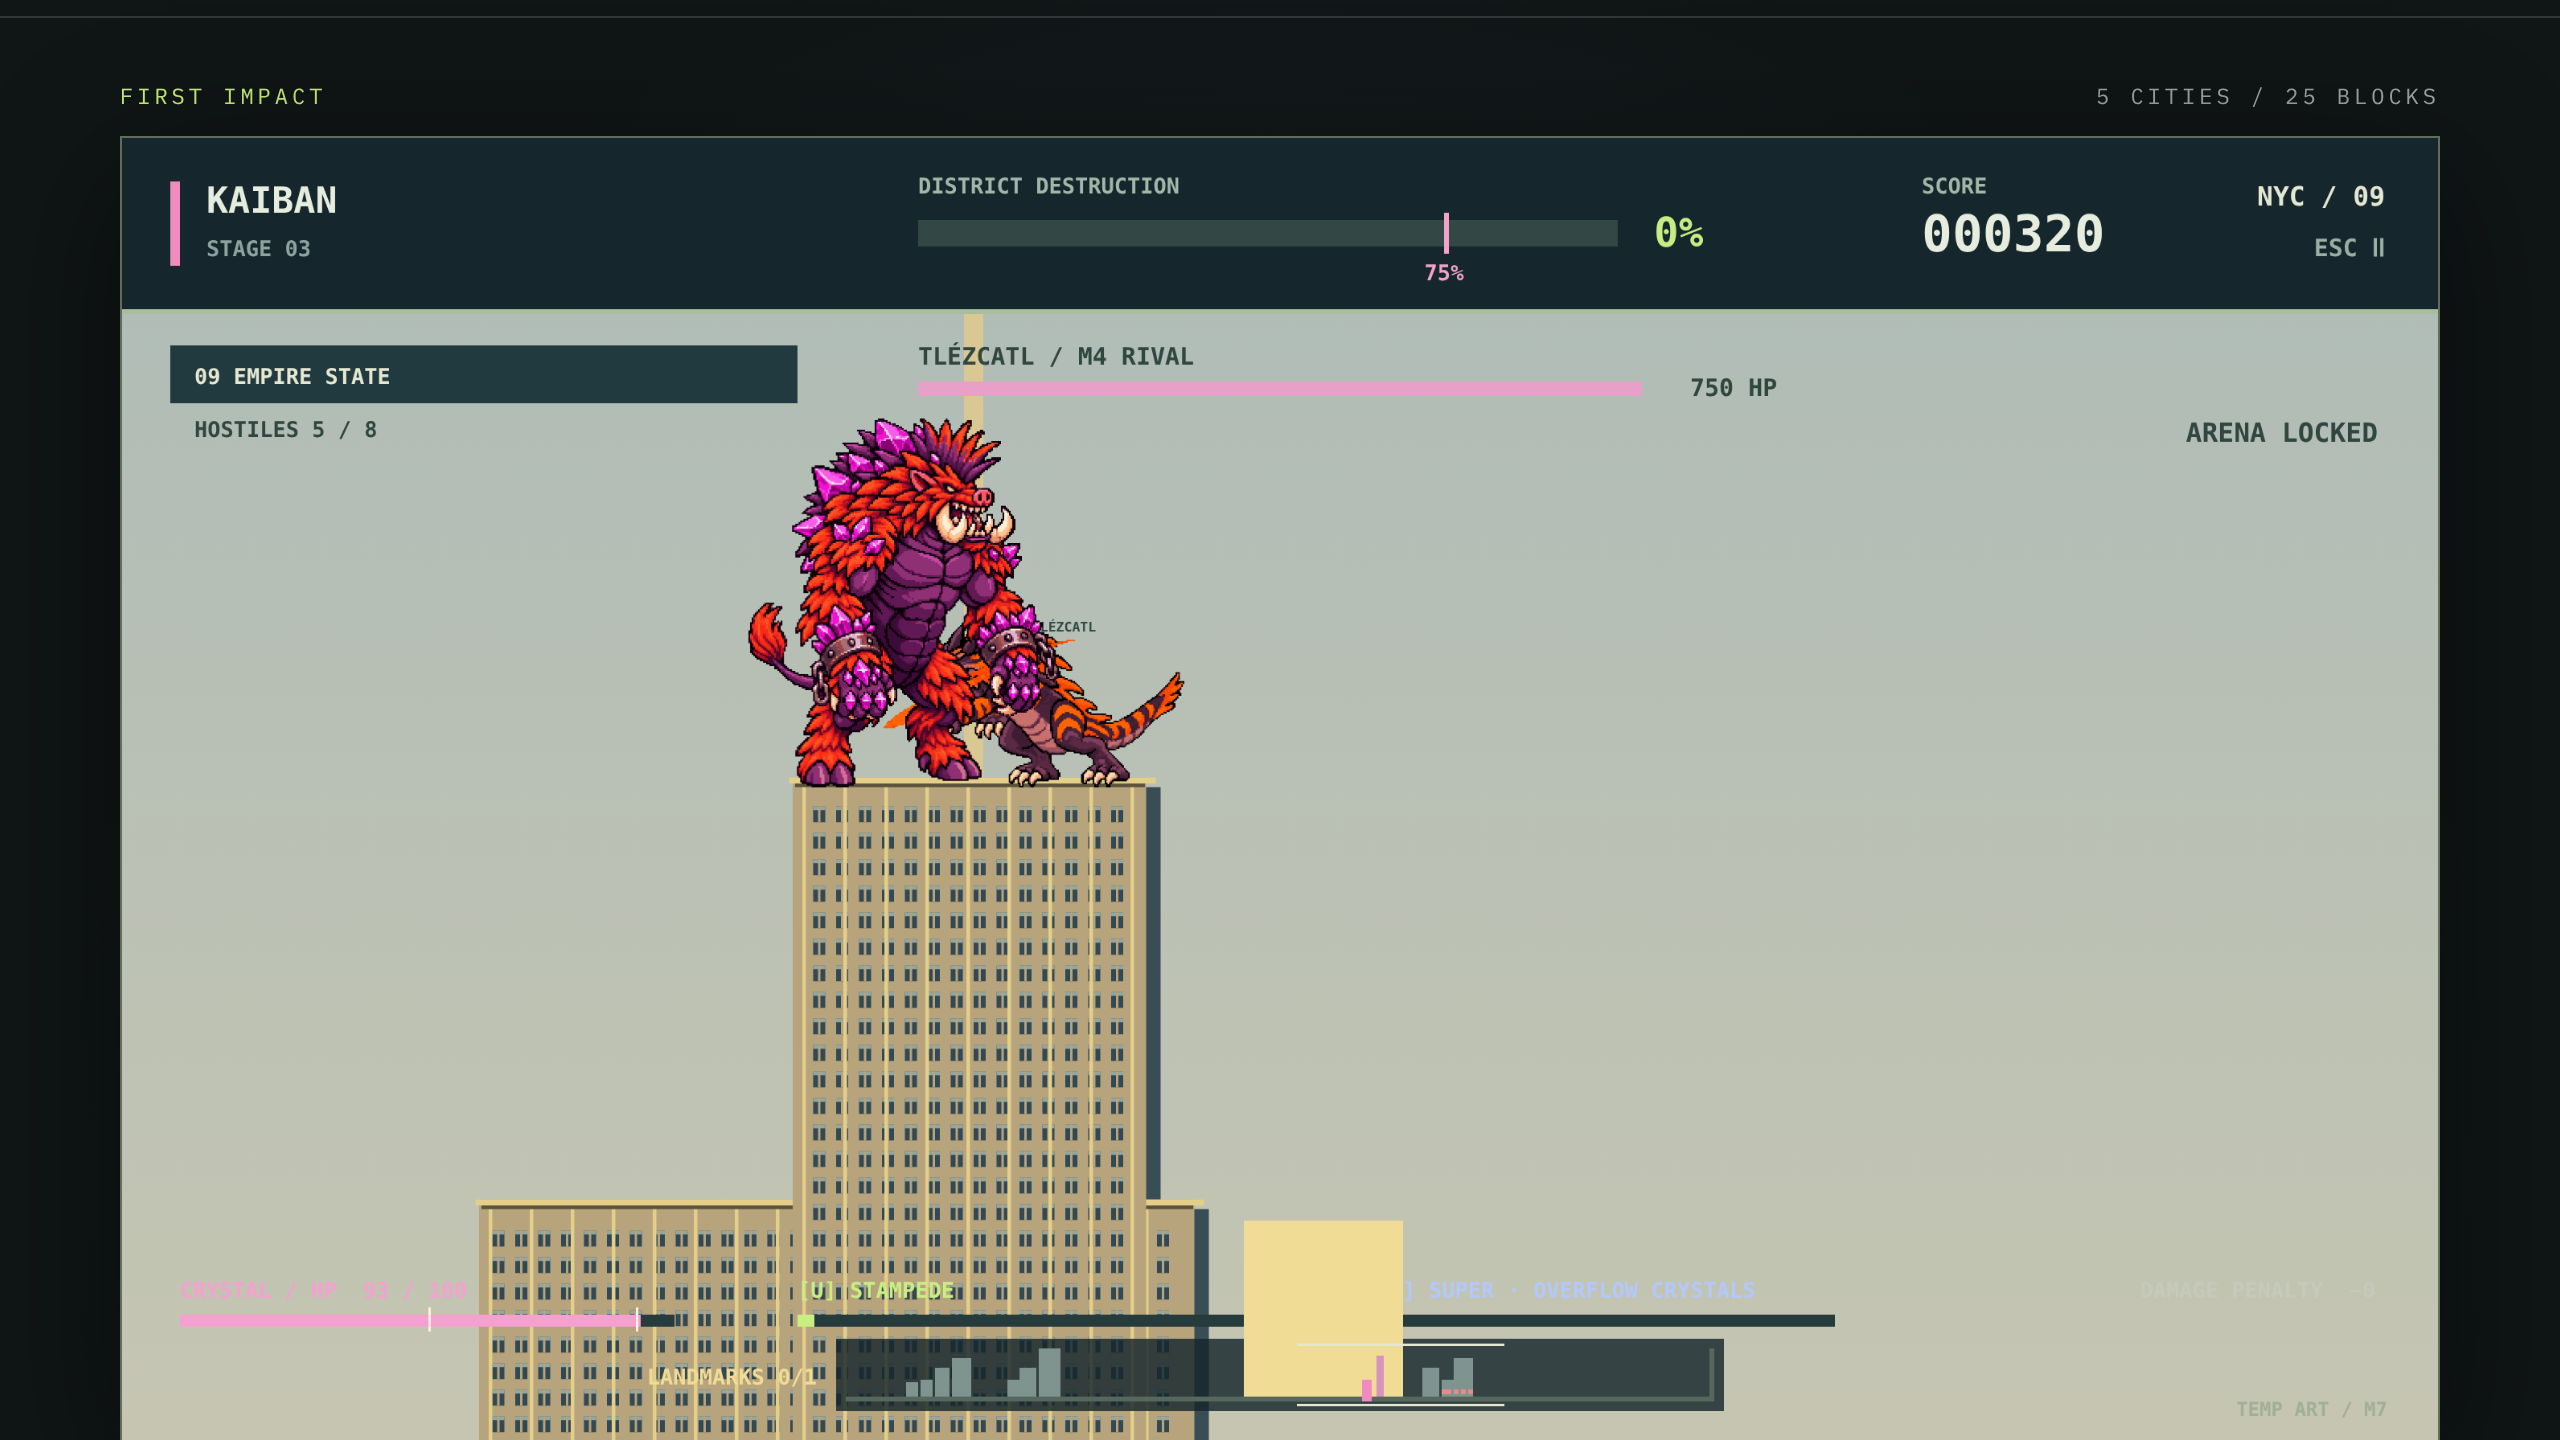 FIRST IMPACT
5 CITIES / 25 BLOCKS
KAIBAN
STAGE 03
DISTRICT DESTRUCTION
0%
75%
SCORE
000320
NYC / 09
ESC II
09 EMPIRE STATE
HOSTILES 5 / 8
TLÉZCATL / M4 RIVAL
750 HP
ARENA LOCKED
LÉZCATL
CRYSTAL / HP 93 / 100
[U] STAMPEDE
] SUPER · OVERFLOW CRYSTALS
DAMAGE PENALTY -0
LANDMARKS 0/1
TEMP ART / M7